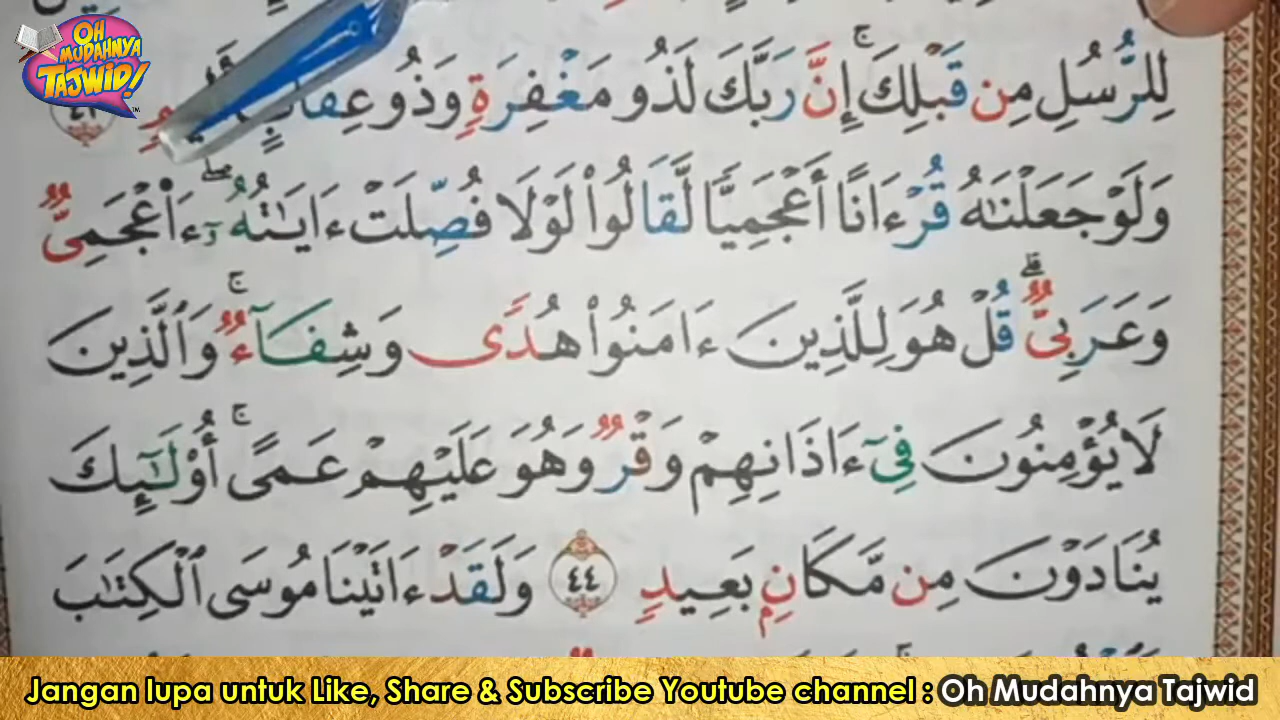 OH
MUDAHNYA
TAJWID!
لِلرُّسُلِ مِن قَبْلِكَ ۚ إِنَّ رَبَّكَ لَذُو مَغْفِرَةٍ وَذُو عِقَابٍ
وَلَوْ جَعَلْنَٰهُ قُرْءَانًا أَعْجَمِيًّا لَّقَالُوا۟ لَوْلَا فُصِّلَتْ ءَايَٰتُهُۥٓ ۖ ءَا۬عْجَمِىٌّ
وَعَرَبِىٌّ ۗ قُلْ هُوَ لِلَّذِينَ ءَامَنُوا۟ هُدًى وَشِفَآءٌ ۚ وَٱلَّذِينَ
لَا يُؤْمِنُونَ فِىٓ ءَاذَانِهِمْ وَقْرٌ وَهُوَ عَلَيْهِمْ عَمًى ۚ أُو۟لَٰٓئِكَ
يُنَادَوْنَ مِن مَّكَانٍۭ بَعِيدٍ ٤٤ وَلَقَدْ ءَاتَيْنَا مُوسَى ٱلْكِتَٰبَ
Jangan lupa untuk Like, Share & Subscribe Youtube channel : Oh Mudahnya Tajwid